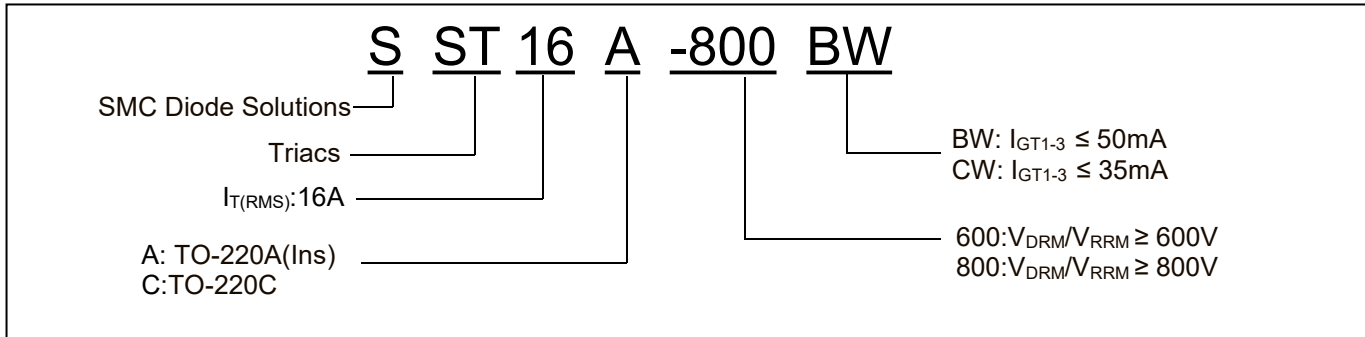 S ST 16 A -800 BW
SMC Diode Solutions
Triacs
IT(RMS):16A
A: TO-220A(Ins)
C:TO-220C
BW: IGT1-3 ≤ 50mA
CW: IGT1-3 ≤ 35mA
600:VDRM/VRRM ≥ 600V
800:VDRM/VRRM ≥ 800V